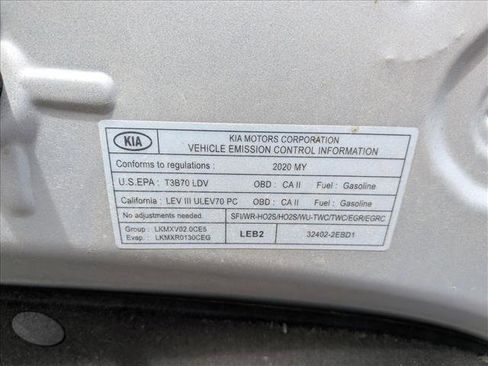 KIA
KIA MOTORS CORPORATION
VEHICLE EMISSION CONTROL INFORMATION
Conforms to regulations : 2020 MY
U.S.EPA : T3B70 LDV OBD : CA II Fuel : Gasoline
California : LEV III ULEV70 PC OBD : CA II Fuel : Gasoline
No adjustments needed. SFI/WR-HO2S/HO2S/WU-TWC/TWC/EGR/EGRC
Group : LKMXV02.0CE5 LEB2 32402-2EBD1
Evap. : LKMXR0130CEG